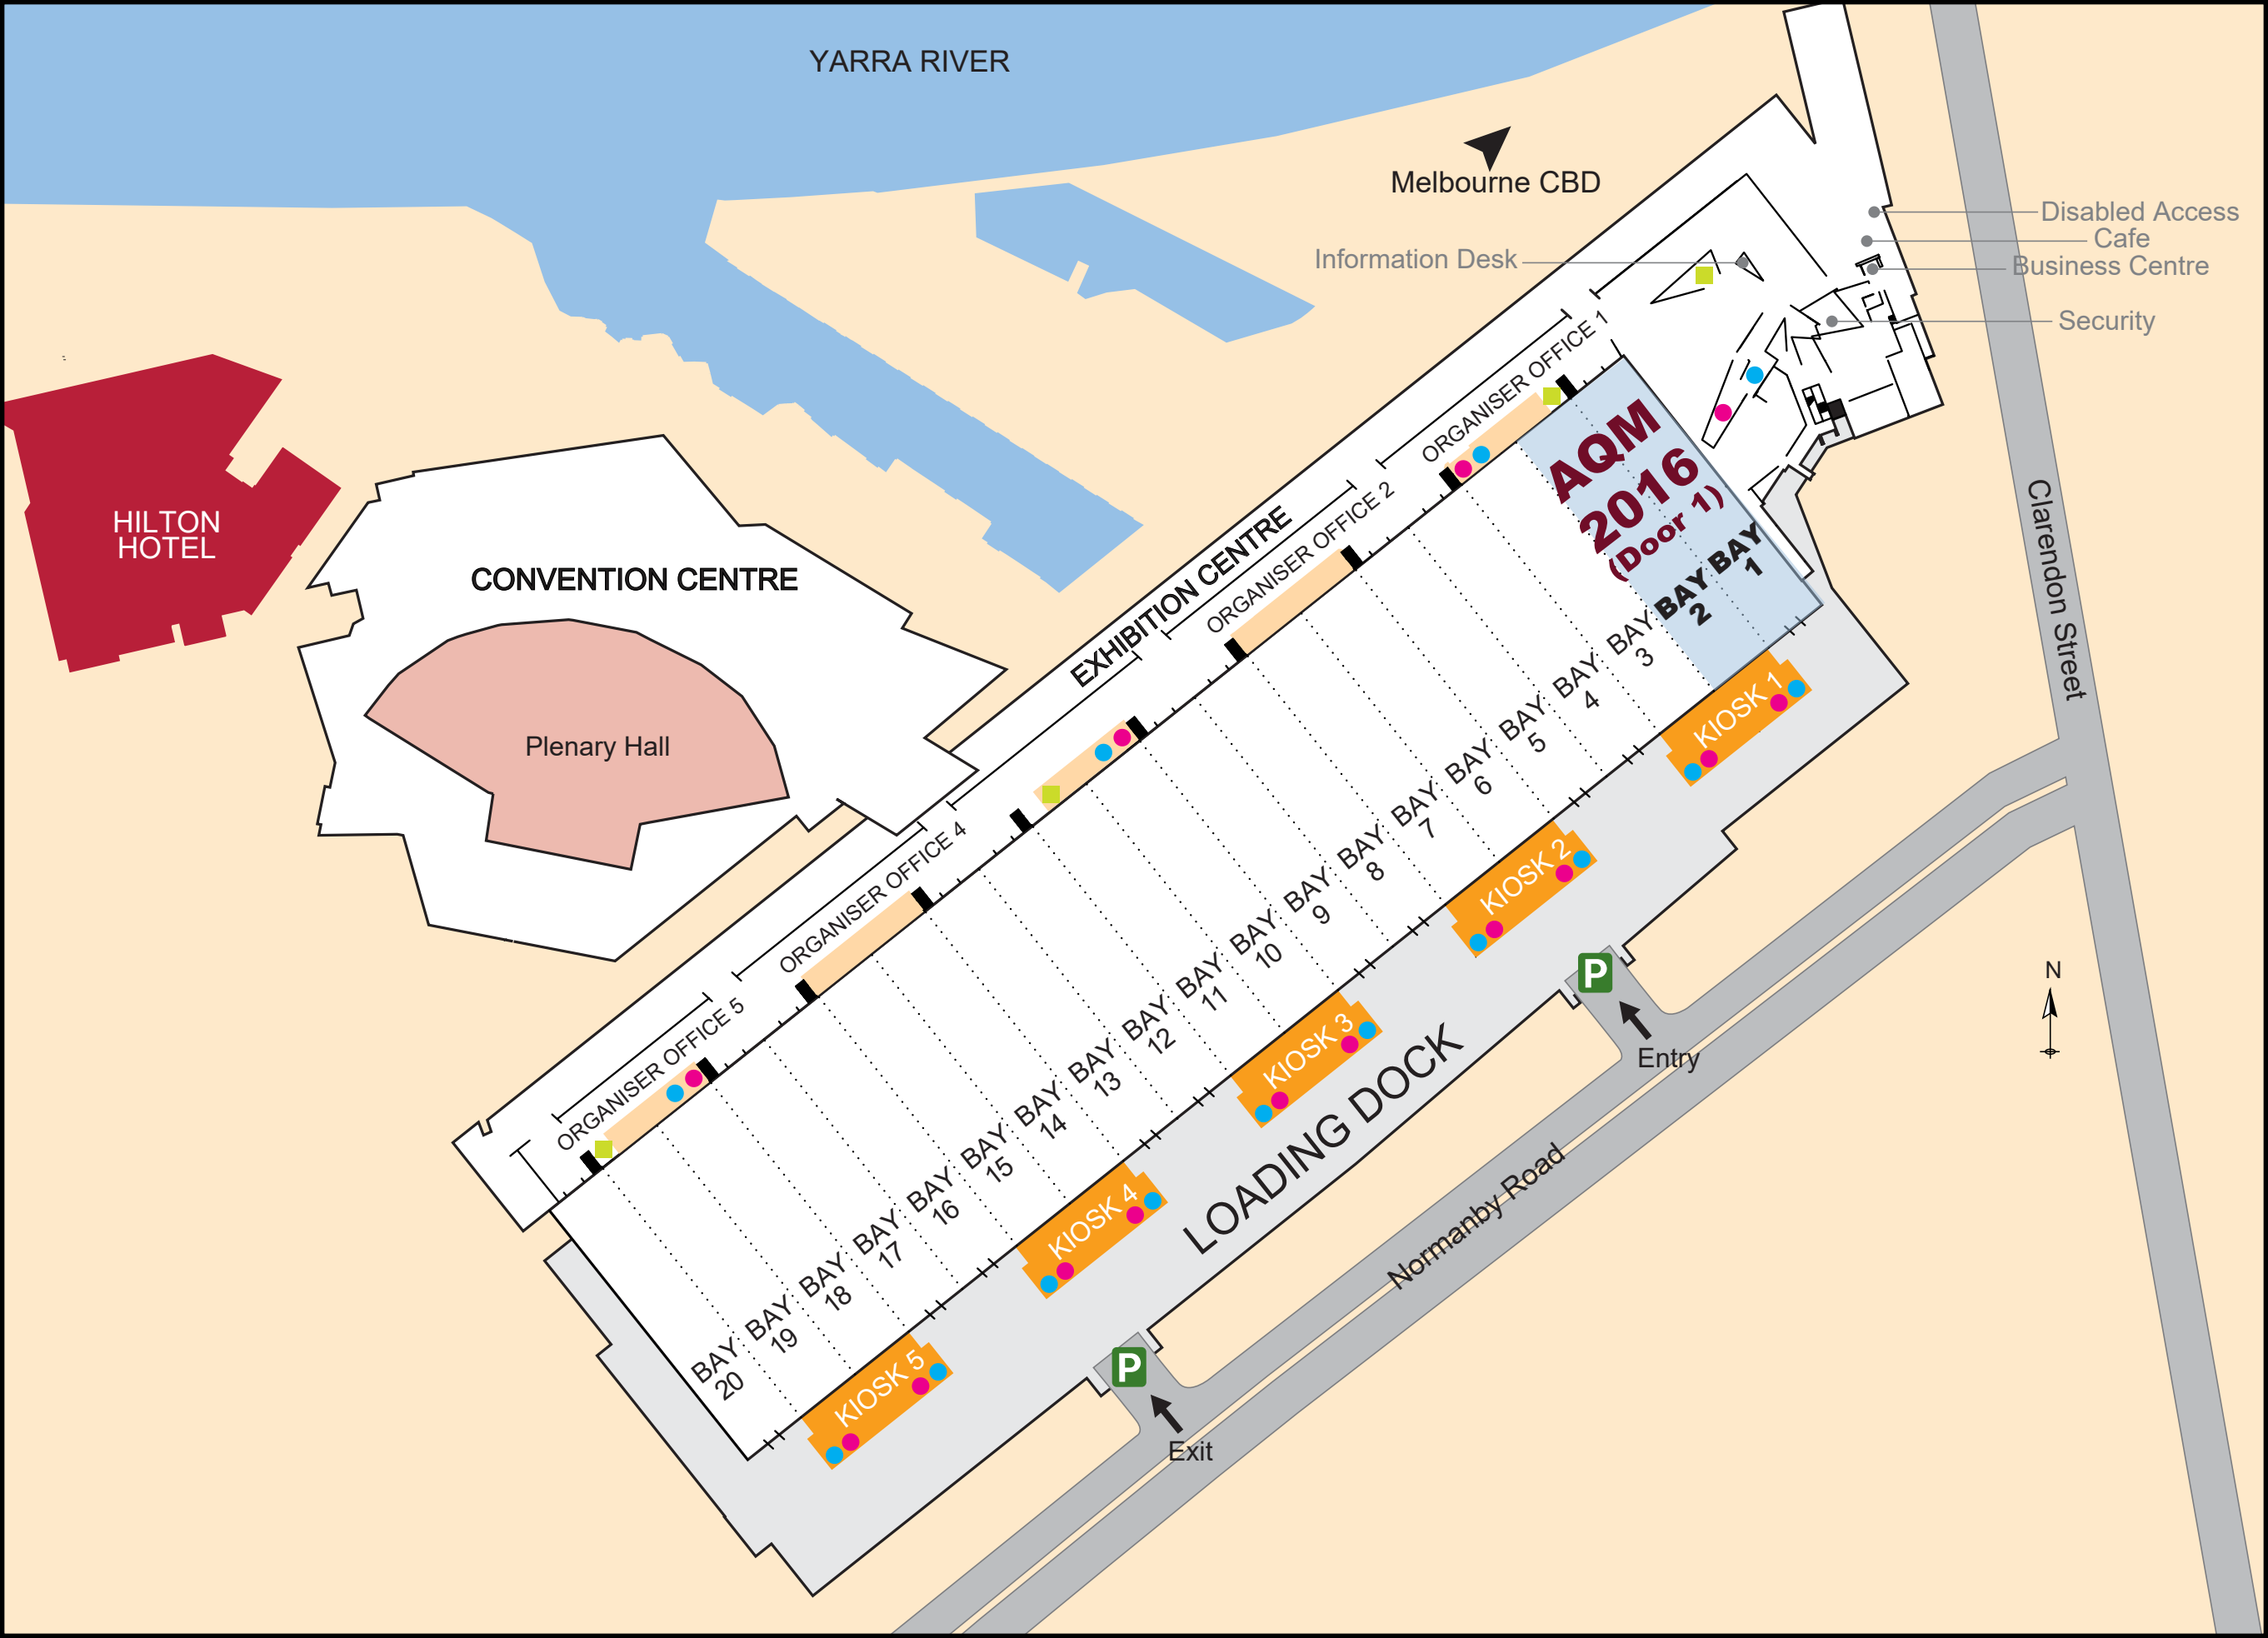 YARRA RIVER
Melbourne CBD
Disabled Access
Cafe
Information Desk
Business Centre
Security
ORGANISER OFFICE 1
AQM
2016
(Door 1)
HILTON
HOTEL
CONVENTION CENTRE
Plenary Hall
EXHIBITION CENTRE
ORGANISER OFFICE 2
ORGANISER OFFICE 4
ORGANISER OFFICE 5
Clarendon Street
BAY
1
BAY
2
BAY
3
BAY
4
BAY
5
BAY
6
BAY
7
BAY
8
BAY
9
BAY
10
BAY
11
BAY
12
BAY
13
BAY
14
BAY
15
BAY
16
BAY
17
BAY
18
BAY
19
BAY
20
KIOSK 1
KIOSK 2
KIOSK 3
KIOSK 4
KIOSK 5
LOADING DOCK
P
Entry
N
Normanby Road
P
Exit